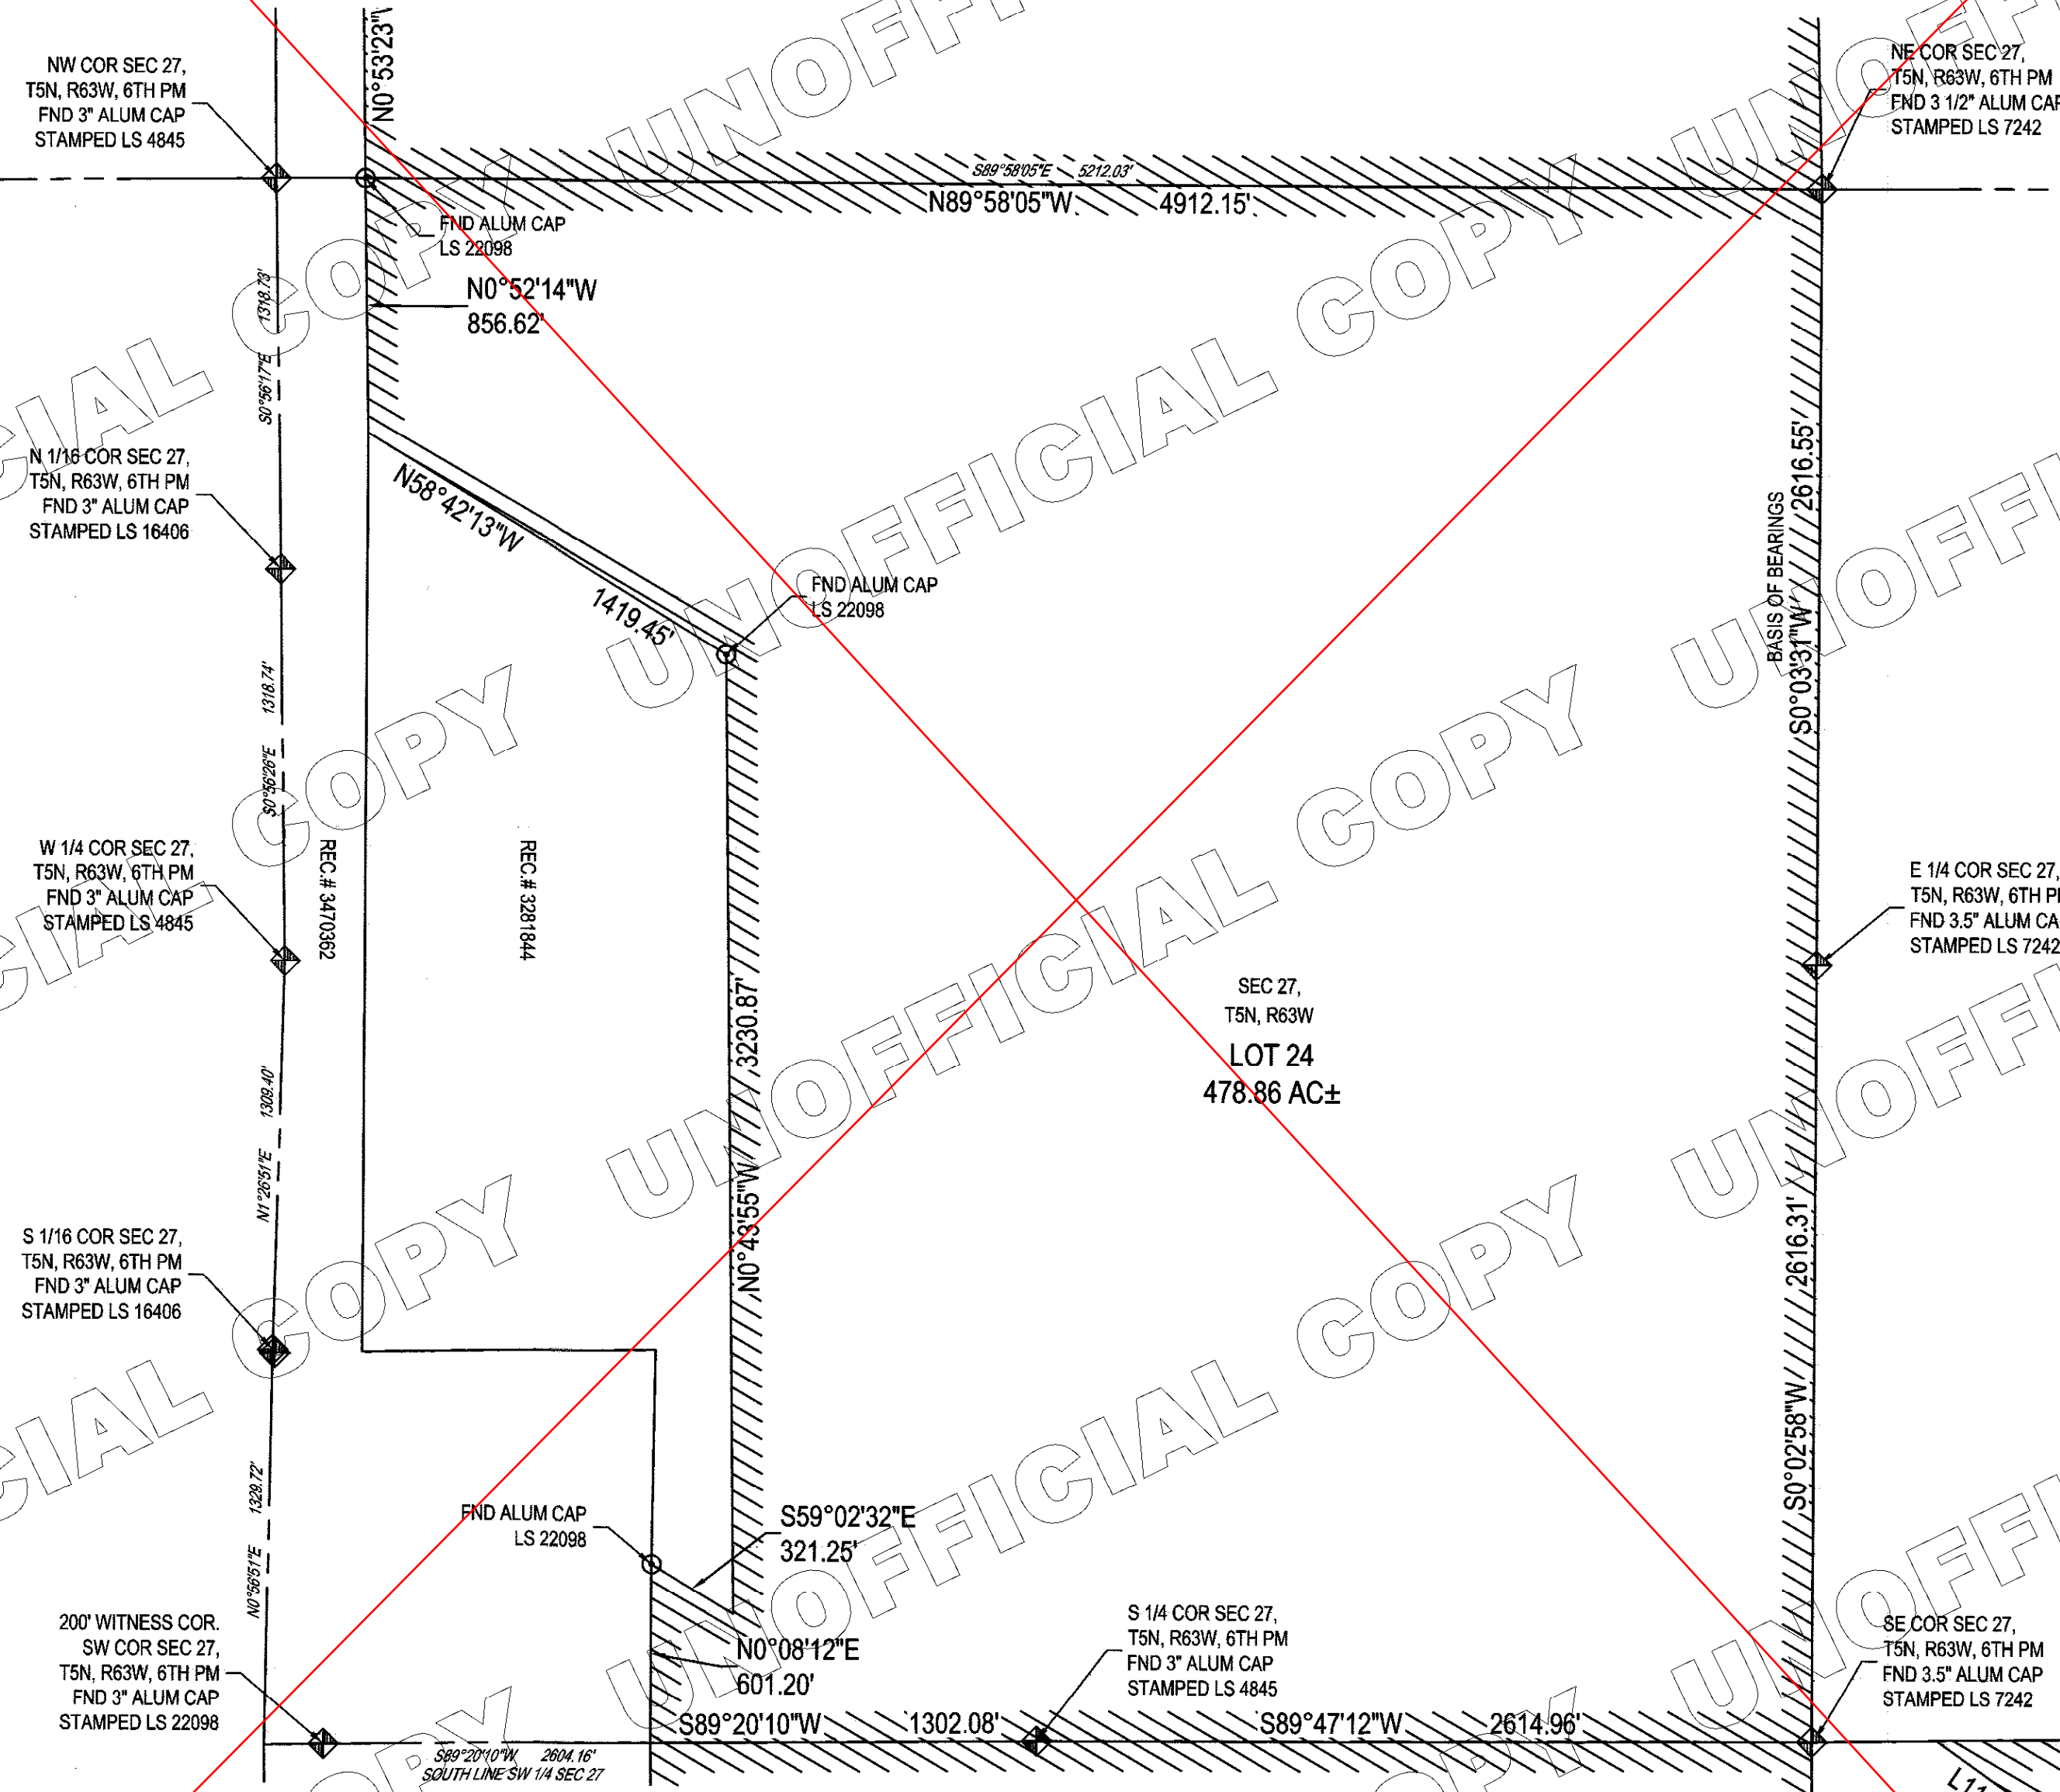 NW COR SEC 27,
T5N, R63W, 6TH PM
FND 3" ALUM CAP
STAMPED LS 4845
N0°53'23"
NE COR SEC 27,
T5N, R63W, 6TH PM
FND 3 1/2" ALUM CAP
STAMPED LS 7242
S89°58'05"E 5212.03'
N89°58'05"W 4912.15'
FND ALUM CAP
LS 22098
N0°52'14"W
856.62'
S0°56'17"E 1318.73'
N 1/16 COR SEC 27,
T5N, R63W, 6TH PM
FND 3" ALUM CAP
STAMPED LS 16406
N58°42'13"W
1419.45'
FND ALUM CAP
LS 22098
BASIS OF BEARINGS
S0°03'31"W 2616.55'
S0°56'26"E 1318.74'
W 1/4 COR SEC 27,
T5N, R63W, 6TH PM
FND 3" ALUM CAP
STAMPED LS 4845
REC.# 3470362
REC.# 3281844
E 1/4 COR SEC 27,
T5N, R63W, 6TH
FND 3.5" ALUM
STAMPED LS 7242
N0°43'55"W 3230.87'
SEC 27,
T5N, R63W
LOT 24
478.86 AC±
N1°26'51"E 1309.40'
S 1/16 COR SEC 27,
T5N, R63W, 6TH PM
FND 3" ALUM CAP
STAMPED LS 16406
S0°02'58"W 2616.31'
N0°56'51"E 1329.72'
FND ALUM CAP
LS 22098
S59°02'32"E
321.25'
200' WITNESS COR.
SW COR SEC 27,
T5N, R63W, 6TH PM
FND 3" ALUM CAP
STAMPED LS 22098
N0°08'12"E
601.20'
S 1/4 COR SEC 27,
T5N, R63W, 6TH PM
FND 3" ALUM CAP
STAMPED LS 4845
SE COR SEC 27,
T5N, R63W, 6TH PM
FND 3.5" ALUM CAP
STAMPED LS 7242
S89°20'10"W 1302.08'
S89°47'12"W 2614.96'
S89°20'10"W 2604.16'
SOUTH LINE SW 1/4 SEC 27
UNOFFICIAL COPY
UNOFFICIAL COPY
UNOFFICIAL COPY
UNOFFICIAL COPY